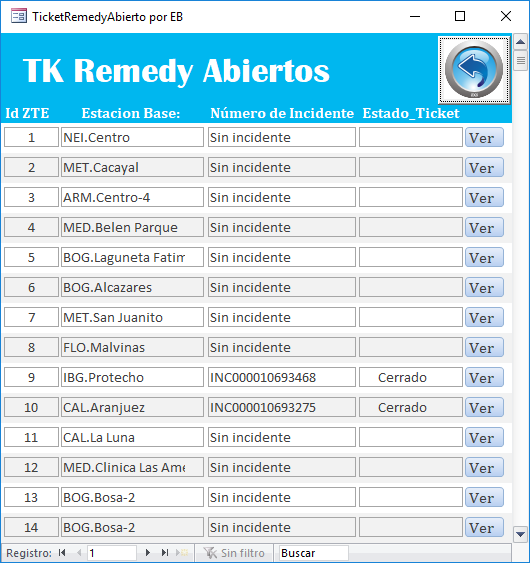 TicketRemedyAbierto por EB
TK Remedy Abiertos
Id ZTE Estacion Base: Número de Incidente Estado_Ticket
1 NEI.Centro Sin incidente Ver
2 MET.Cacayal Sin incidente Ver
3 ARM.Centro-4 Sin incidente Ver
4 MED.Belen Parque Sin incidente Ver
5 BOG.Laguneta Fatim Sin incidente Ver
6 BOG.Alcazares Sin incidente Ver
7 MET.San Juanito Sin incidente Ver
8 FLO.Malvinas Sin incidente Ver
9 IBG.Protecho INC000010693468 Cerrado Ver
10 CAL.Aranjuez INC000010693275 Cerrado Ver
11 CAL.La Luna Sin incidente Ver
12 MED.Clinica Las Ame Sin incidente Ver
13 BOG.Bosa-2 Sin incidente Ver
14 BOG.Bosa-2 Sin incidente Ver
Registro: 1 Sin filtro Buscar